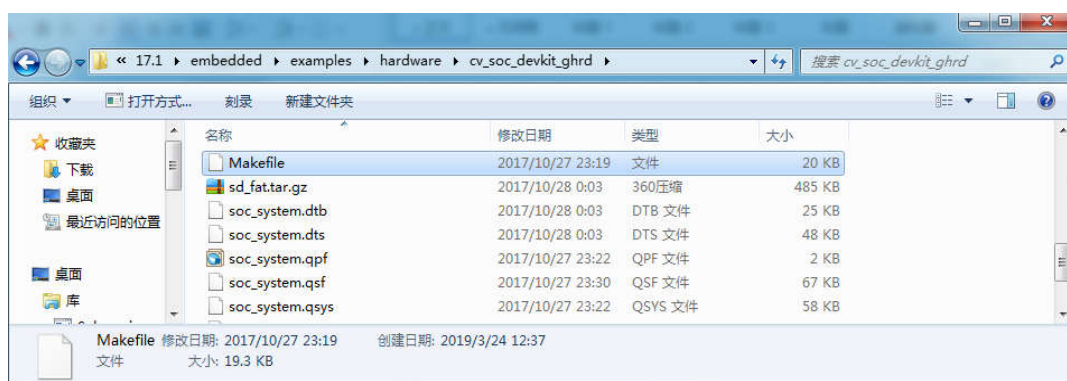 « 17.1 ▸ embedded ▸ examples ▸ hardware ▸ cv_soc_devkit_ghrd ▸ 搜索 cv_soc_devkit_ghrd
组织 ▼ 打开方式... 刻录 新建文件夹
名称 修改日期 类型 大小
收藏夹
下载
桌面
最近访问的位置
桌面
库
Makefile 2017/10/27 23:19 文件 20 KB
sd_fat.tar.gz 2017/10/28 0:03 360压缩 485 KB
soc_system.dtb 2017/10/28 0:03 DTB 文件 25 KB
soc_system.dts 2017/10/28 0:03 DTS 文件 48 KB
soc_system.qpf 2017/10/27 23:22 QPF 文件 2 KB
soc_system.qsf 2017/10/27 23:30 QSF 文件 67 KB
soc_system.qsys 2017/10/27 23:22 QSYS 文件 58 KB
Makefile 修改日期: 2017/10/27 23:19 创建日期: 2019/3/24 12:37
文件 大小: 19.3 KB